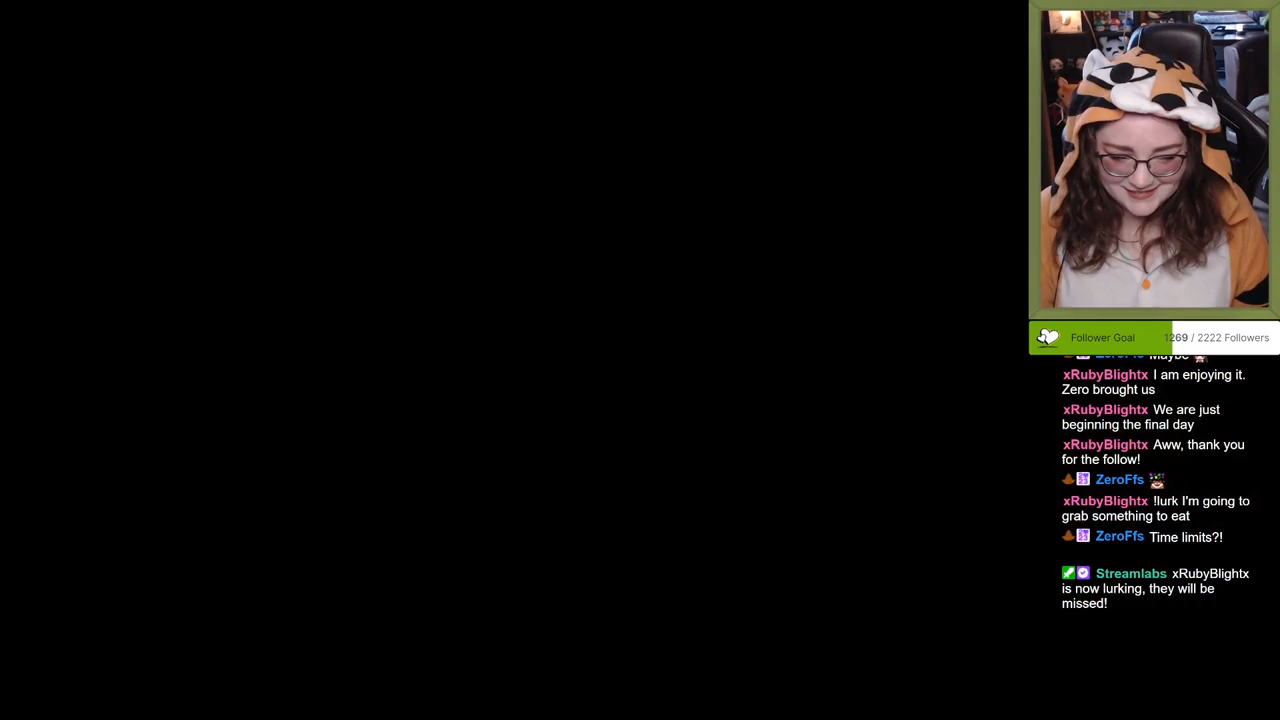 Follower Goal 1269 / 2222 Followers
ZeroFfs Maybe
xRubyBlightx I am enjoying it.
Zero brought us
xRubyBlightx We are just
beginning the final day
xRubyBlightx Aww, thank you
for the follow!
ZeroFfs
xRubyBlightx !lurk I'm going to
grab something to eat
ZeroFfs Time limits?!
Streamlabs xRubyBlightx
is now lurking, they will be
missed!